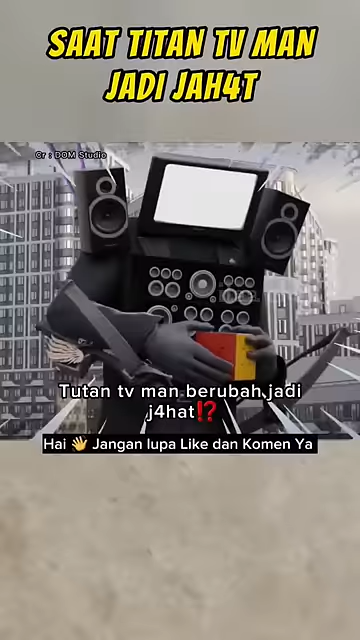 SAAT TITAN TV MAN
JADI JAH4T
Cr : DOM Studio
Tutan tv man berubah jadi
j4hat⁉️
Hai 👋 Jangan lupa Like dan Komen Ya